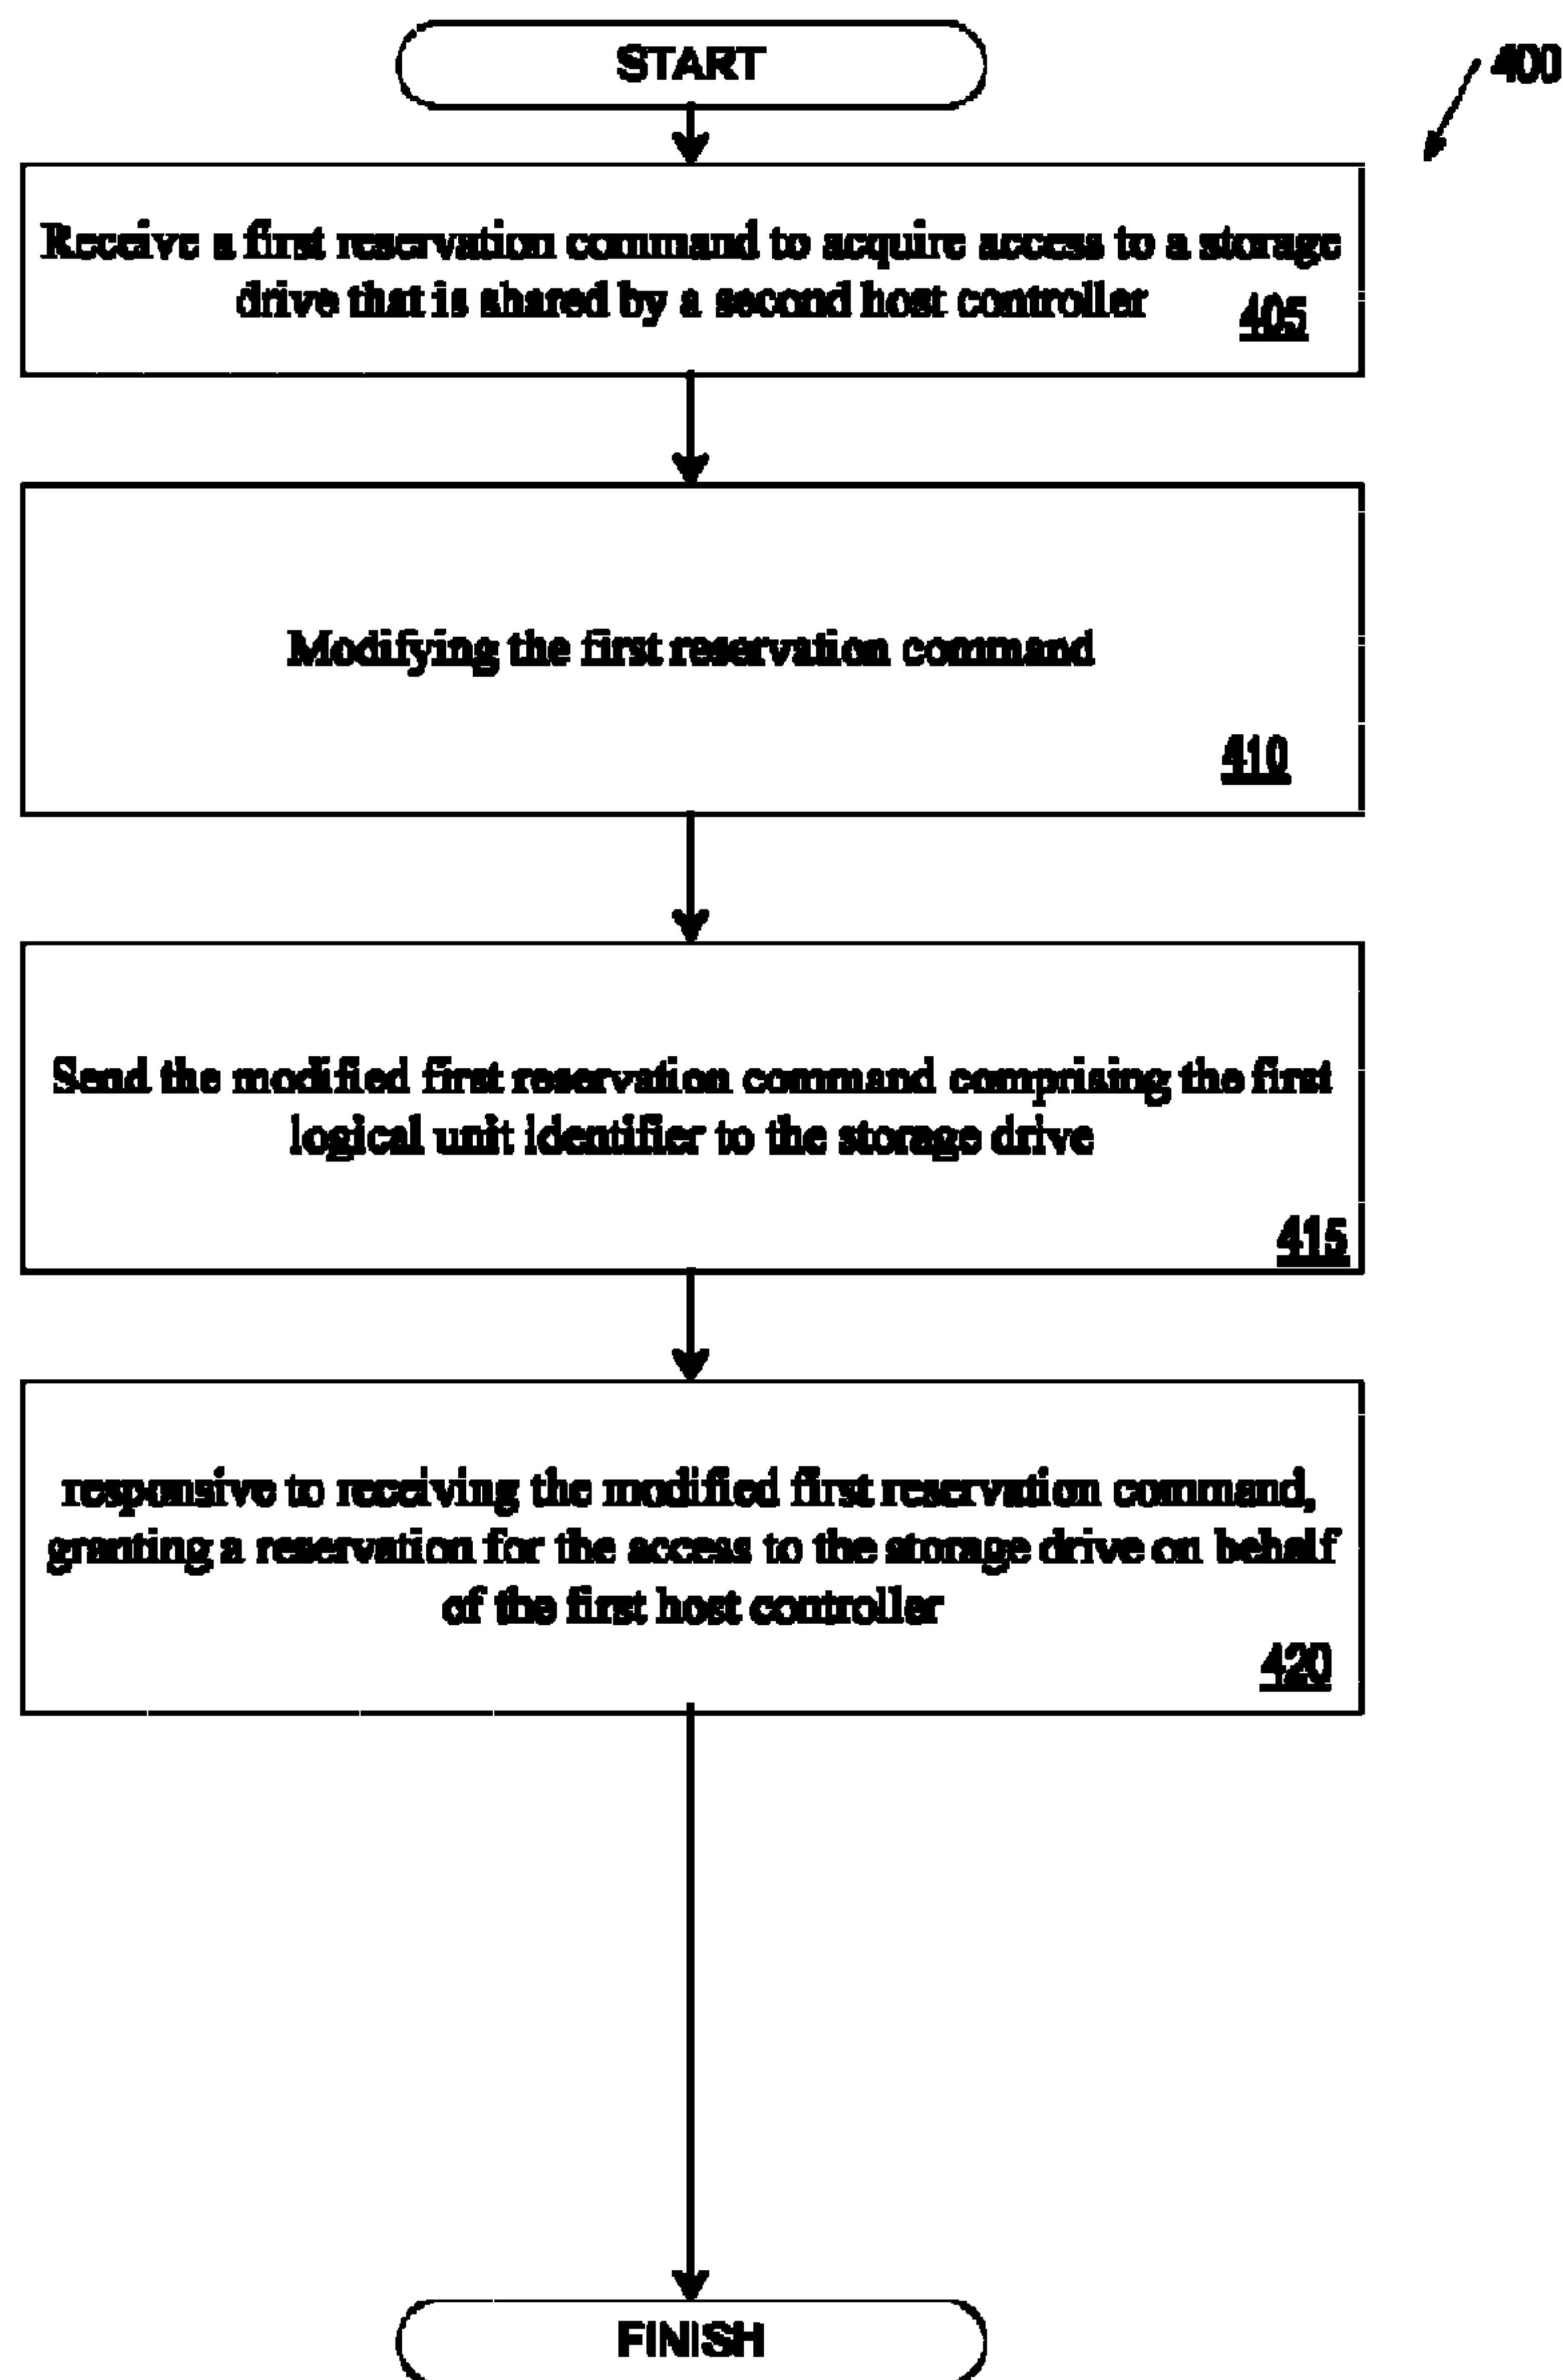 START
400
Receive a first reservation command to acquire access to a storage
drive that is shared by a second host controller
405
Modifying the first reservation command
410
Send the modified first reservation command comprising the first
logical unit identifier to the storage drive
415
responsive to receiving the modified first reservation command,
granting a reservation for the access to the storage drive on behalf
of the first host controller
420
FINISH